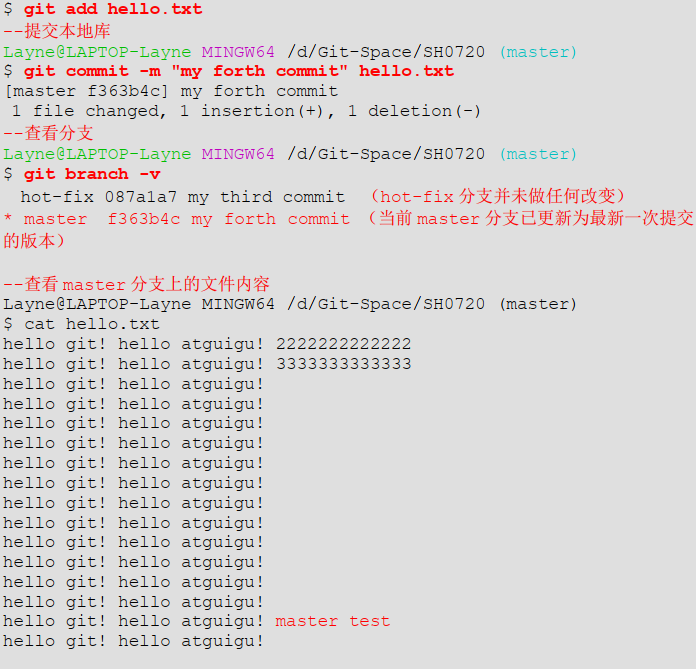 $ git add hello.txt
--提交本地库
Layne@LAPTOP-Layne MINGW64 /d/Git-Space/SH0720 (master)
$ git commit -m "my forth commit" hello.txt
[master f363b4c] my forth commit
 1 file changed, 1 insertion(+), 1 deletion(-)
--查看分支
Layne@LAPTOP-Layne MINGW64 /d/Git-Space/SH0720 (master)
$ git branch -v
  hot-fix 087a1a7 my third commit （hot-fix 分支并未做任何改变）
* master  f363b4c my forth commit （当前 master 分支已更新为最新一次提交
的版本）
--查看 master 分支上的文件内容
Layne@LAPTOP-Layne MINGW64 /d/Git-Space/SH0720 (master)
$ cat hello.txt
hello git! hello atguigu! 2222222222222
hello git! hello atguigu! 3333333333333
hello git! hello atguigu!
hello git! hello atguigu!
hello git! hello atguigu!
hello git! hello atguigu!
hello git! hello atguigu!
hello git! hello atguigu!
hello git! hello atguigu!
hello git! hello atguigu!
hello git! hello atguigu!
hello git! hello atguigu!
hello git! hello atguigu!
hello git! hello atguigu!
hello git! hello atguigu! master test
hello git! hello atguigu!